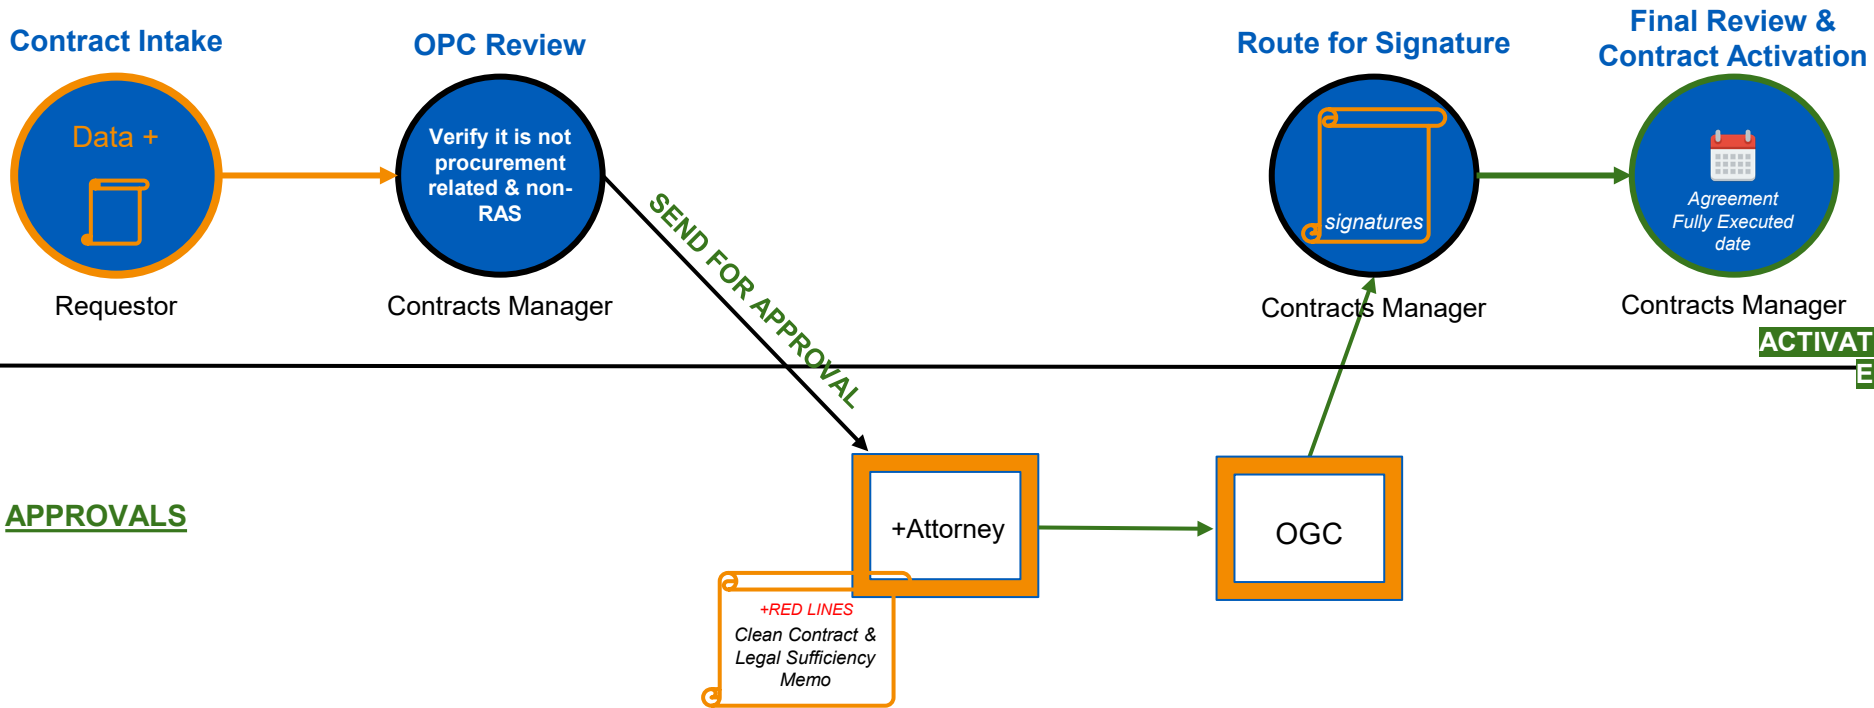 Contract Intake
Data +
Requestor
OPC Review
Verify it is not
procurement
related & non-
RAS
Contracts Manager
SEND FOR APPROVAL
Route for Signature
signatures
Contracts Manager
Final Review &
Contract Activation
Agreement
Fully Executed
date
Contracts Manager
ACTIVAT
E
APPROVALS
+Attorney
OGC
+RED LINES
Clean Contract &
Legal Sufficiency
Memo